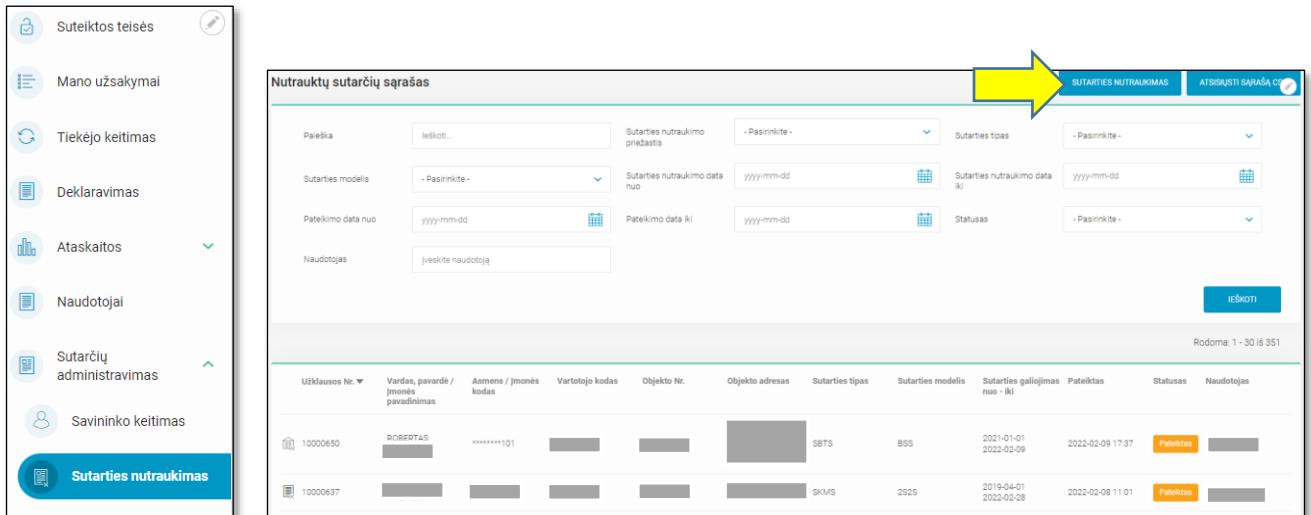 Suteiktos teisės
Mano užsakymai
Tiekėjo keitimas
Deklaravimas
Ataskaitos
Naudotojai
Sutarčių
administravimas
Savininko keitimas
Sutarties nutraukimas
Nutrauktų sutarčių sąrašas
SUTARTIES NUTRAUKIMAS
ATSISIŲSTI SĄRAŠĄ
Paieška
Ieškoti...
Sutarties nutraukimo
priežastis
- Pasirinkite -
Sutarties tipas
- Pasirinkite -
Sutarties modelis
- Pasirinkite -
Sutarties nutraukimo data
nuo
yyyy-mm-dd
Sutarties nutraukimo data
iki
yyyy-mm-dd
Pateikimo data nuo
yyyy-mm-dd
Pateikimo data iki
yyyy-mm-dd
Statusas
- Pasirinkite -
Naudotojas
Įveskite naudotoją
IEŠKOTI
Rodoma: 1 - 30 iš 351
Užklausos Nr. ▼
Vardas, pavardė /
Įmonės
pavadinimas
Asmens / Įmonės
kodas
Vartotojo kodas
Objekto Nr.
Objekto adresas
Sutarties tipas
Sutarties modelis
Sutarties galiojimas
nuo - iki
Pateiktas
Statusas
Naudotojas
10000650
ROBERTAS
********101
SBTS
BSS
2021-01-01
2022-02-09
2022-02-09 17:37
Pateiktas
10000637
SKMS
2S2S
2019-04-01
2022-02-28
2022-02-08 11:01
Pateiktas